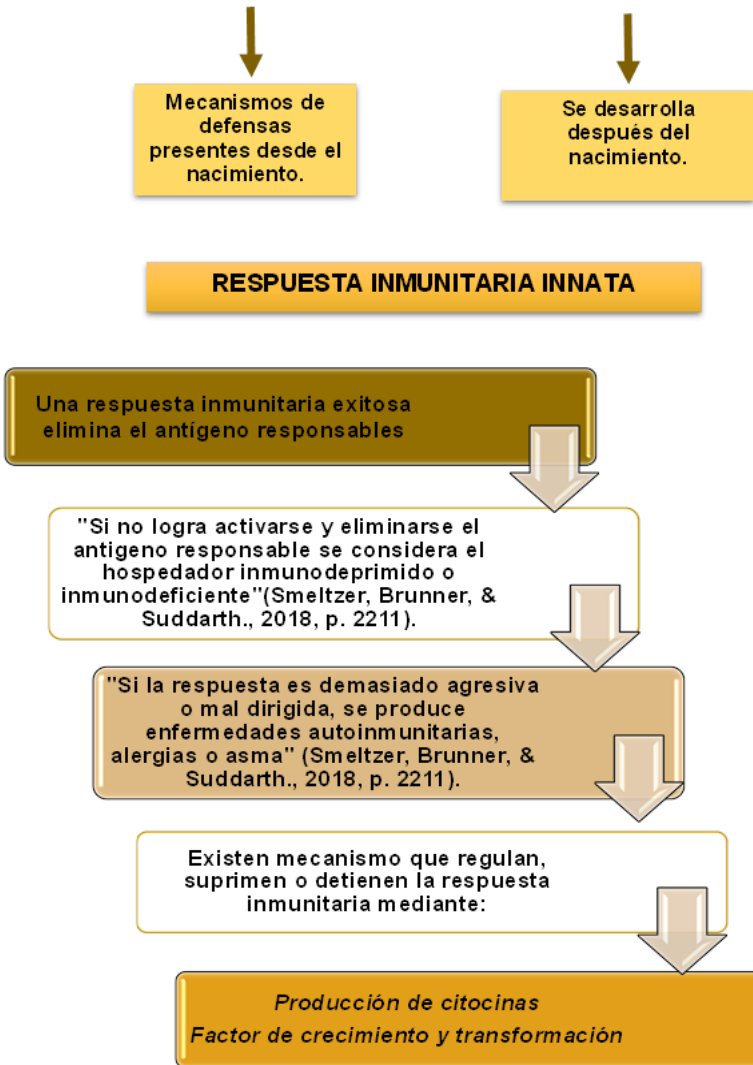 Mecanismos de
defensas
presentes desde el
nacimiento.
Se desarrolla
después del
nacimiento.
RESPUESTA INMUNITARIA INNATA
Una respuesta inmunitaria exitosa
elimina el antígeno responsables
"Si no logra activarse y eliminarse el
antigeno responsable se considera el
hospedador inmunodeprimido o
inmunodeficiente"(Smeltzer, Brunner, &
Suddarth., 2018, p. 2211).
"Si la respuesta es demasiado agresiva
o mal dirigida, se produce
enfermedades autoinmunitarias,
alergias o asma" (Smeltzer, Brunner, &
Suddarth., 2018, p. 2211).
Existen mecanismo que regulan,
suprimen o detienen la respuesta
inmunitaria mediante:
Producción de citocinas
Factor de crecimiento y transformación